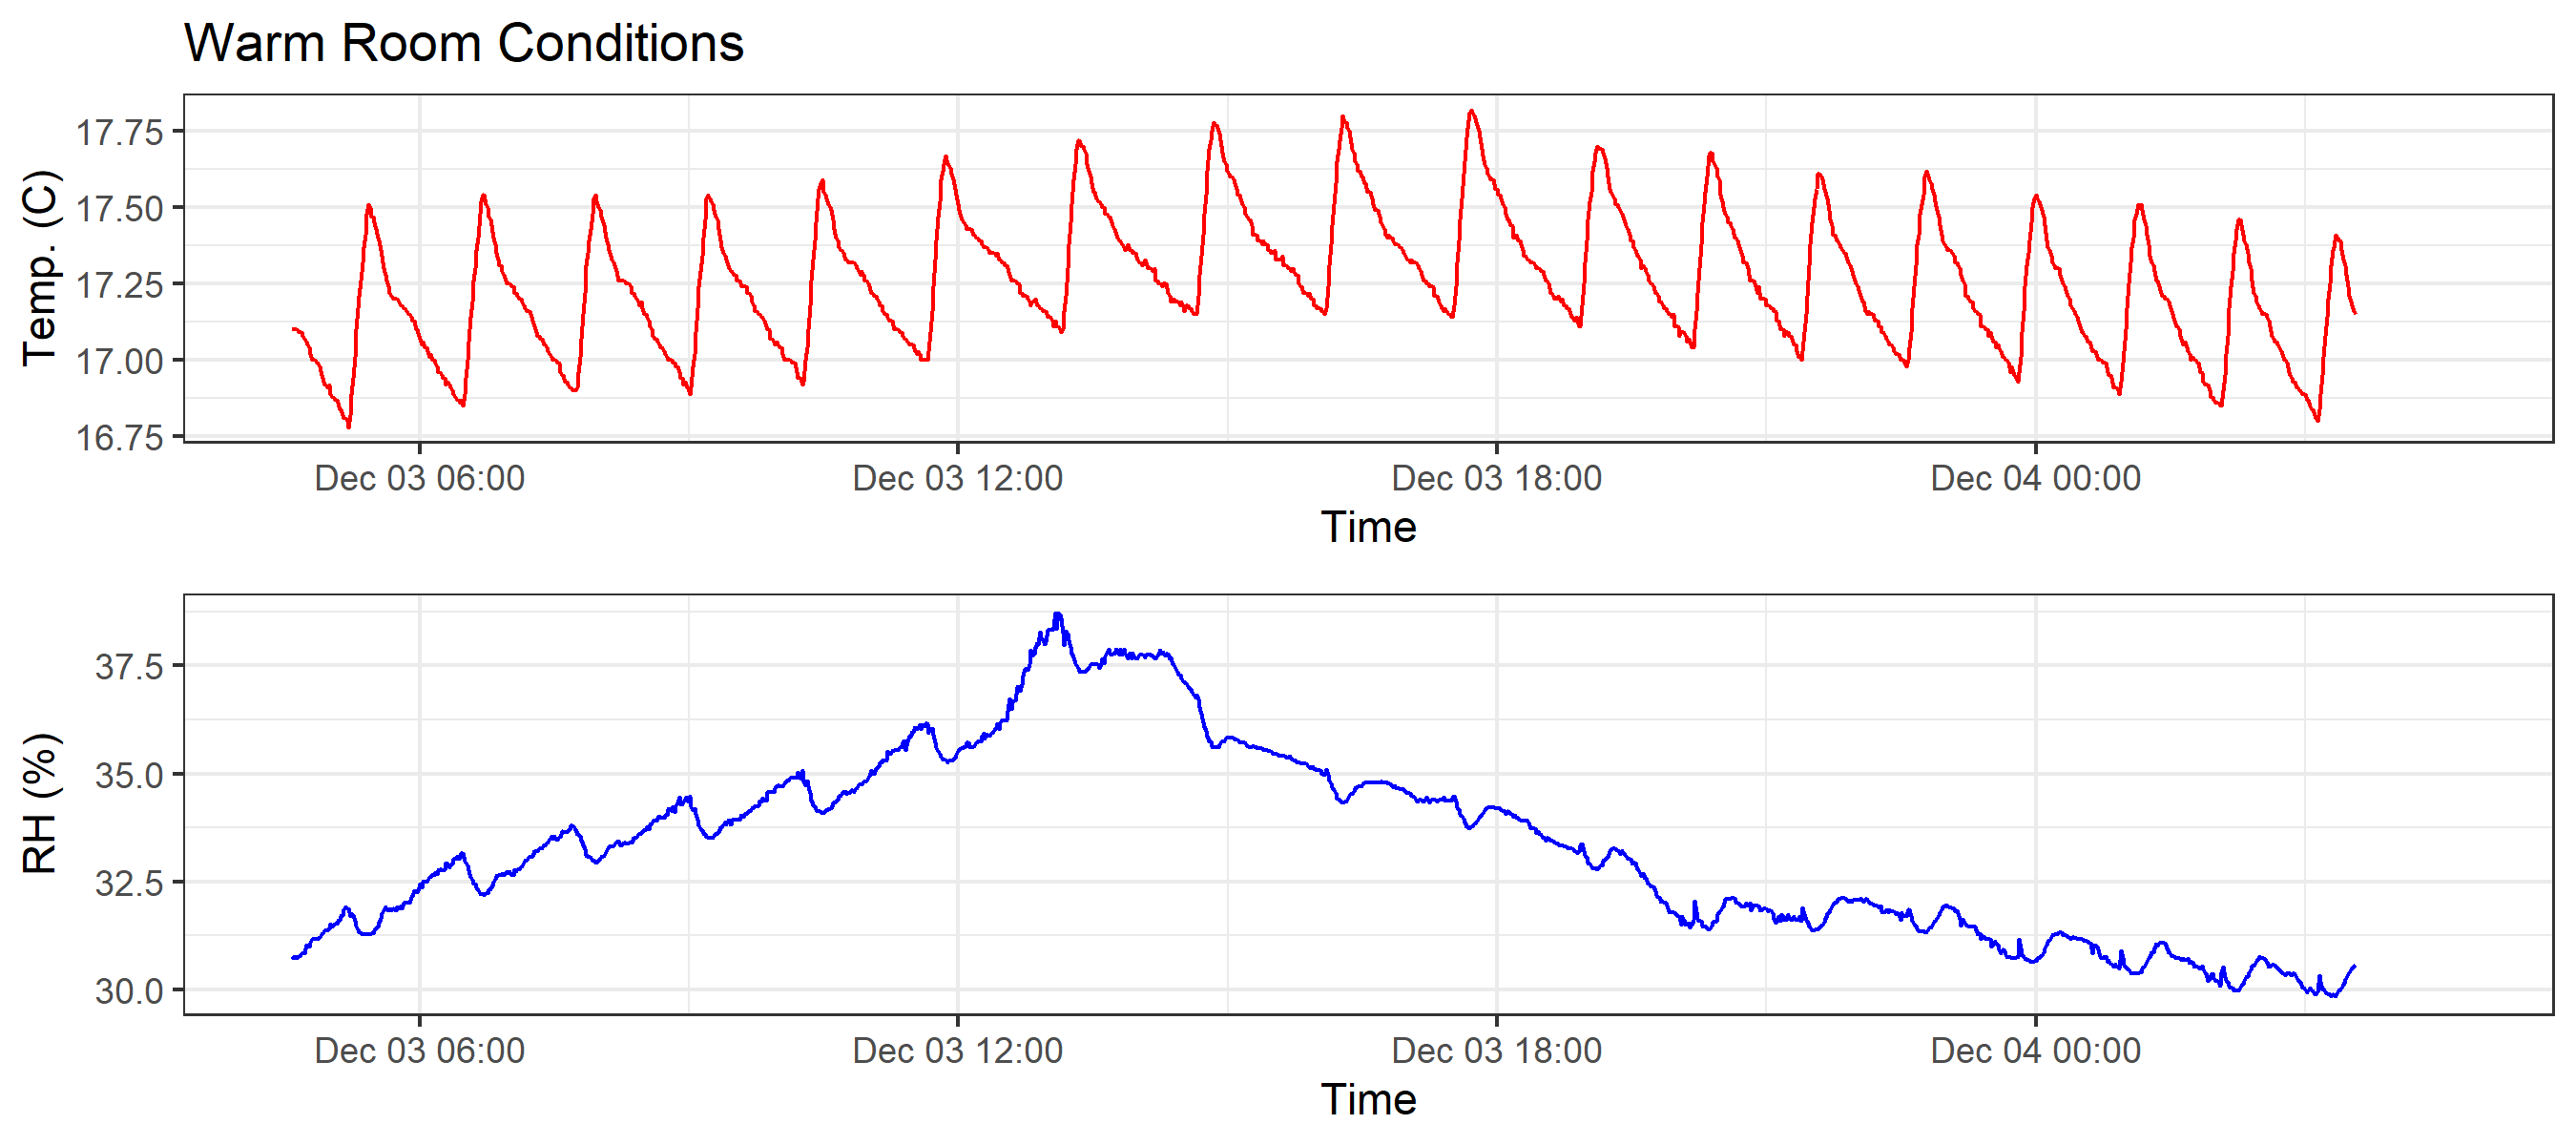 Warm Room Conditions
Temp. (C)
17.75
17.50
17.25
17.00
16.75
Dec 03 06:00 Dec 03 12:00 Dec 03 18:00 Dec 04 00:00
Time
RH (%)
37.5
35.0
32.5
30.0
Dec 03 06:00 Dec 03 12:00 Dec 03 18:00 Dec 04 00:00
Time